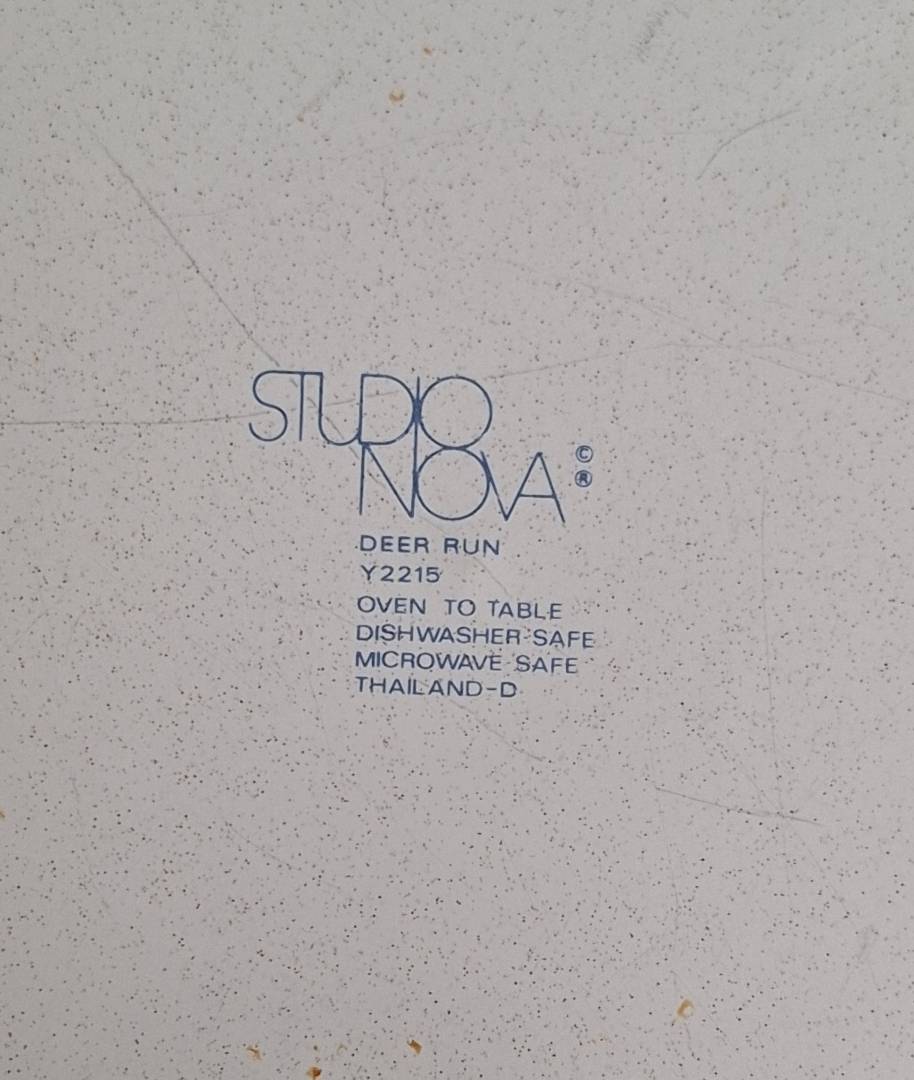 STUDIO
NOVA ©
®
DEER RUN
Y2215
OVEN TO TABLE
DISHWASHER SAFE
MICROWAVE SAFE
THAILAND-D